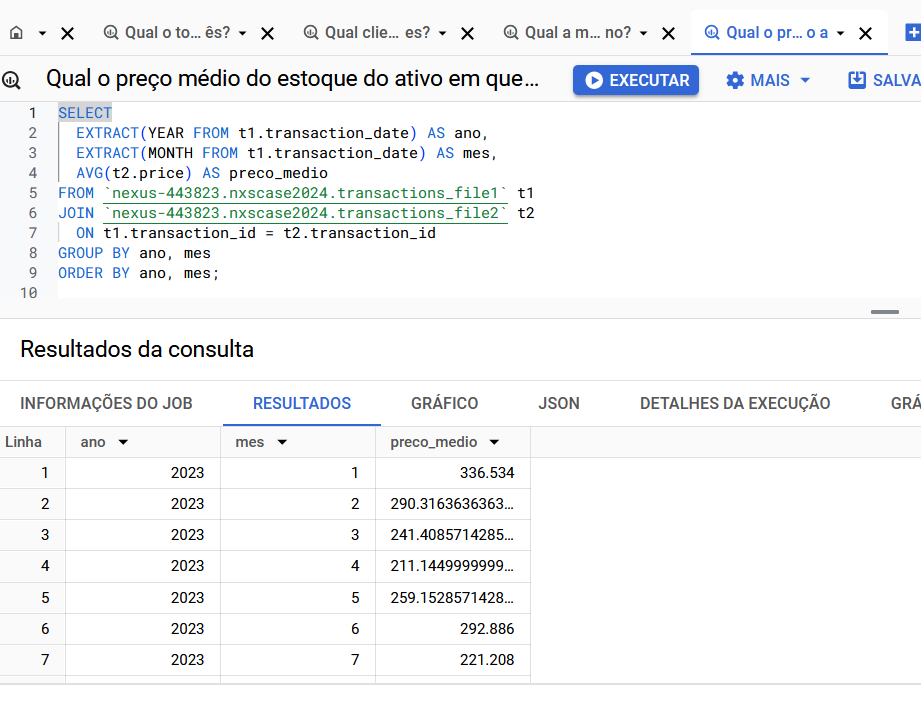 Qual o to... ês? Qual clie... es? Qual a m... no? Qual o pr... o a
Qual o preço médio do estoque do ativo em que... EXECUTAR MAIS SALVA
1 SELECT
2 EXTRACT(YEAR FROM t1.transaction_date) AS ano,
3 EXTRACT(MONTH FROM t1.transaction_date) AS mes,
4 AVG(t2.price) AS preco_medio
5 FROM `nexus-443823.nxscase2024.transactions_file1` t1
6 JOIN `nexus-443823.nxscase2024.transactions_file2` t2
7 ON t1.transaction_id = t2.transaction_id
8 GROUP BY ano, mes
9 ORDER BY ano, mes;
10
Resultados da consulta
INFORMAÇÕES DO JOB RESULTADOS GRÁFICO JSON DETALHES DA EXECUÇÃO GRÁ
Linha ano mes preco_medio
1 2023 1 336.534
2 2023 2 290.3163636363...
3 2023 3 241.4085714285...
4 2023 4 211.1449999999...
5 2023 5 259.1528571428...
6 2023 6 292.886
7 2023 7 221.208